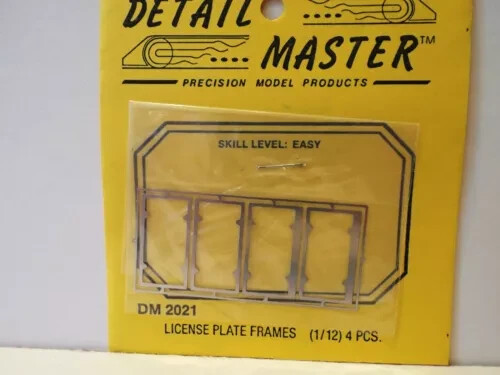 DETAIL
MASTER™
PRECISION MODEL PRODUCTS
SKILL LEVEL: EASY
DM 2021
LICENSE PLATE FRAMES (1/12) 4 PCS.